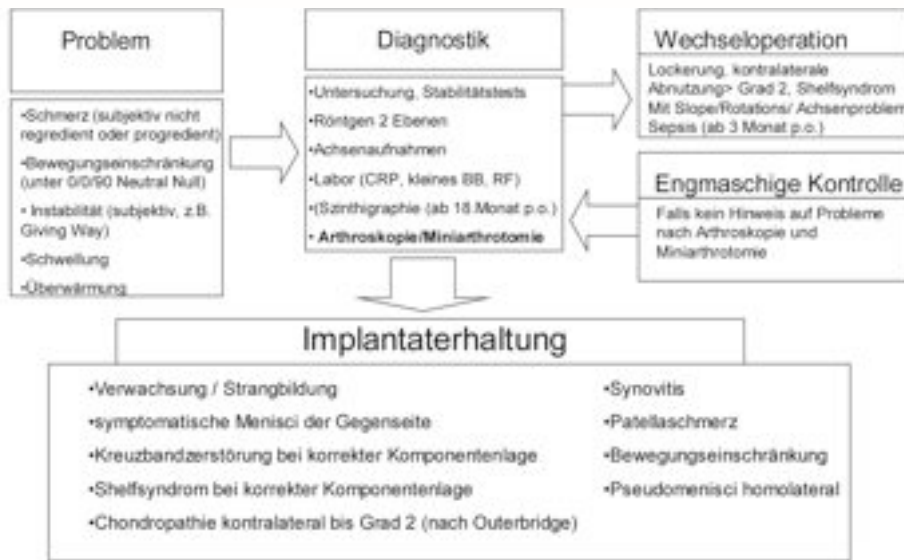 Problem
•Schmerz (subjektiv nicht
regredient oder progredient)
•Bewegungseinschränkung
(unter 0/0/90 Neutral Null)
• Instabilität (subjektiv, z.B.
Giving Way)
•Schwellung
•Überwärmung
Diagnostik
•Untersuchung, Stabilitätstests
•Röntgen 2 Ebenen
•Achsenaufnahmen
•Labor (CRP, kleines BB, RF)
•(Szinthigraphie (ab 18.Monat p.o.)
• Arthroskopie/Miniarthrotomie
Wechseloperation
Lockerung, kontralaterale
Abnutzung> Grad 2, Shelfsyndrom
Mit Slope/Rotations/ Achsenproblem
Sepsis (ab 3 Monat p.o.)
Engmaschige Kontrolle
Falls kein Hinweis auf Probleme
nach Arthroskopie und
Miniarthrotomie
Implantaterhaltung
•Verwachsung / Strangbildung
•symptomatische Menisci der Gegenseite
•Kreuzbandzerstörung bei korrekter Komponentenlage
•Shelfsyndrom bei korrekter Komponentenlage
•Chondropathie kontralateral bis Grad 2 (nach Outerbridge)
•Synovitis
•Patellaschmerz
•Bewegungseinschränkung
•Pseudomenisci homolateral